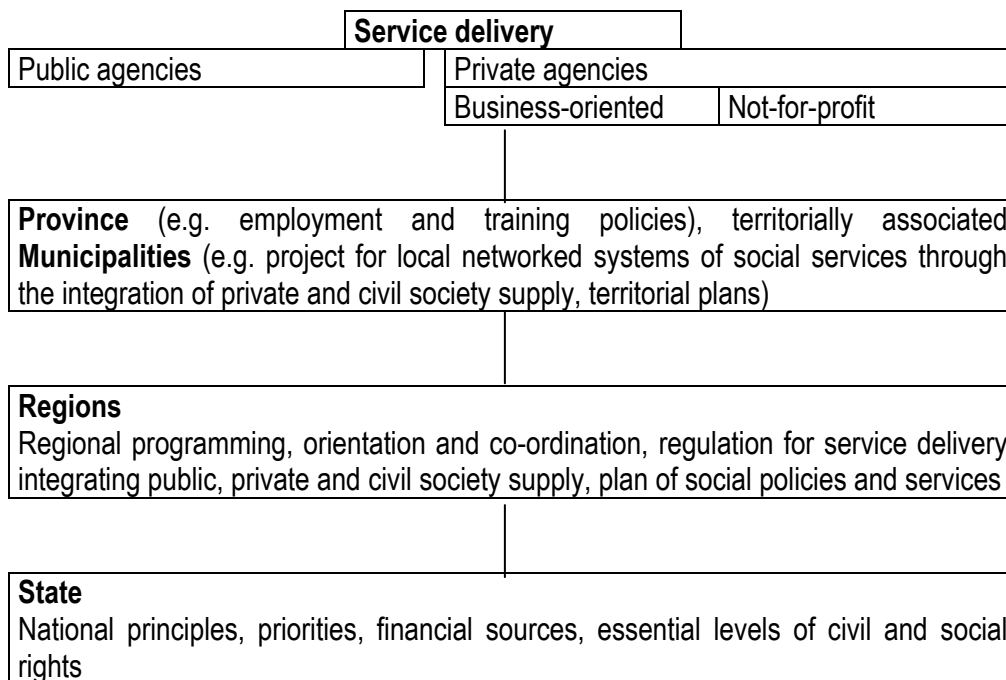 Service delivery
Public agencies
Private agencies
Business-oriented
Not-for-profit
Province (e.g. employment and training policies), territorially associated
Municipalities (e.g. project for local networked systems of social services through
the integration of private and civil society supply, territorial plans)
Regions
Regional programming, orientation and co-ordination, regulation for service delivery
integrating public, private and civil society supply, plan of social policies and services
State
National principles, priorities, financial sources, essential levels of civil and social
rights